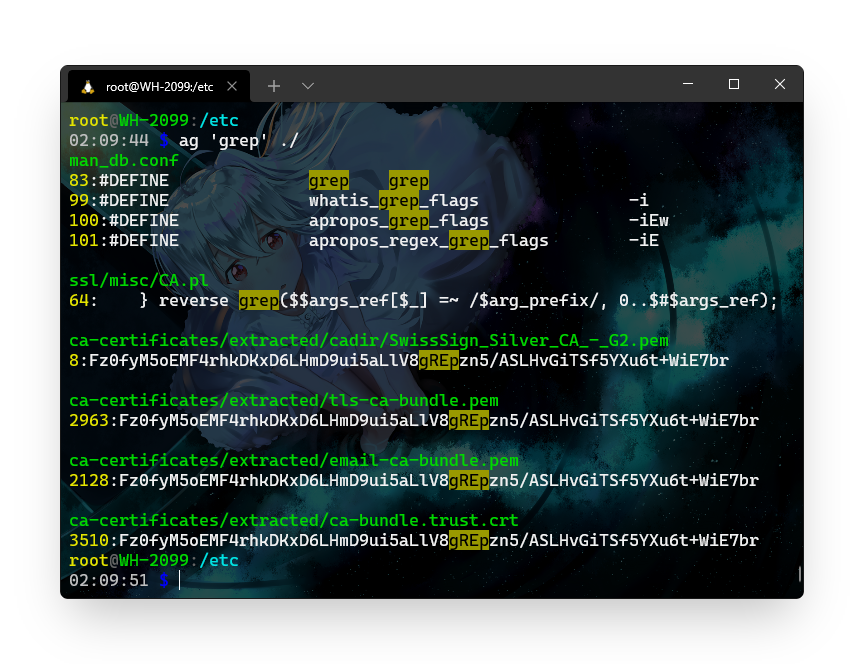 root@WH-2099:/etc
root@WH-2099:/etc
02:09:44 $ ag 'grep' ./
man_db.conf
83:#DEFINE              grep    grep
99:#DEFINE              whatis_grep_flags               -i
100:#DEFINE             apropos_grep_flags              -iEw
101:#DEFINE             apropos_regex_grep_flags        -iE
ssl/misc/CA.pl
64:    } reverse grep($$args_ref[$_] =~ /$arg_prefix/, 0..$#$args_ref);
ca-certificates/extracted/cadir/SwissSign_Silver_CA_-_G2.pem
8:Fz0fyM5oEMF4rhkDKxD6LHmD9ui5aLlV8gREpzn5/ASLHvGiTSf5YXu6t+WiE7br
ca-certificates/extracted/tls-ca-bundle.pem
2963:Fz0fyM5oEMF4rhkDKxD6LHmD9ui5aLlV8gREpzn5/ASLHvGiTSf5YXu6t+WiE7br
ca-certificates/extracted/email-ca-bundle.pem
2128:Fz0fyM5oEMF4rhkDKxD6LHmD9ui5aLlV8gREpzn5/ASLHvGiTSf5YXu6t+WiE7br
ca-certificates/extracted/ca-bundle.trust.crt
3510:Fz0fyM5oEMF4rhkDKxD6LHmD9ui5aLlV8gREpzn5/ASLHvGiTSf5YXu6t+WiE7br
root@WH-2099:/etc
02:09:51 $